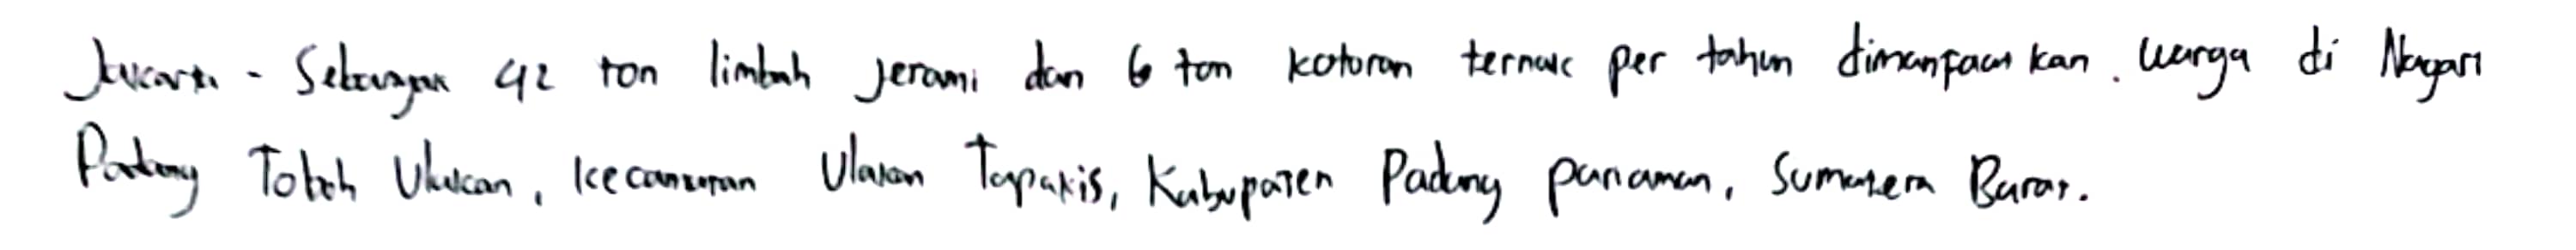 Jakarta - Sebanyak 42 ton limbah jerami dan 6 ton kotoran ternak per tahun dimanfaatkan. warga di Nagari
Padang Toboh Ulakan, kecamatan Ulakan Tapakis, Kabupaten Padang pariaman, Sumatera Barat.